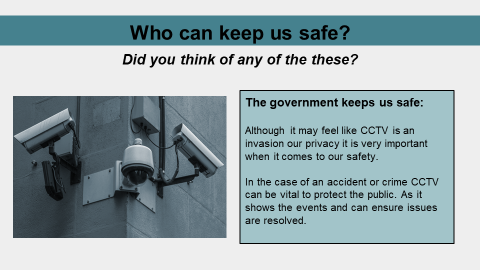 Who can keep us safe?
Did you think of any of the these?
The government keeps us safe:
Although it may feel like CCTV is an
invasion our privacy it is very important
when it comes to our safety.
In the case of an accident or crime CCTV
can be vital to protect the public. As it
shows the events and can ensure issues
are resolved.